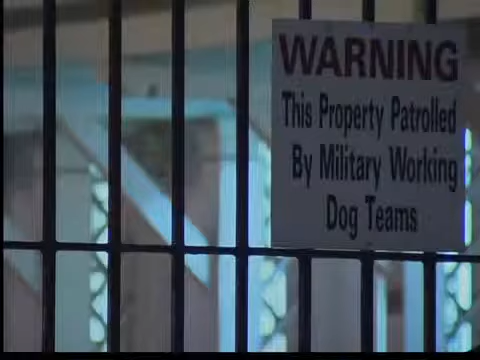 WARNING
This Property Patrolled
By Military Working
Dog Teams